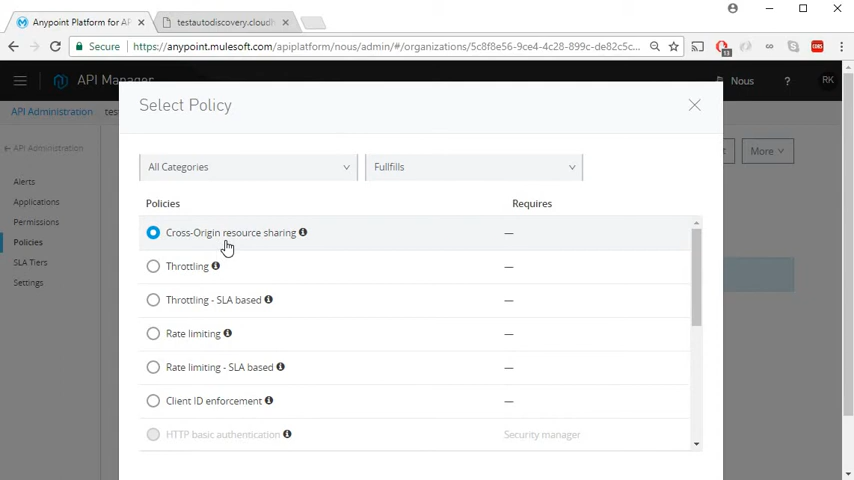 Anypoint Platform for AP
testautodiscovery.cloudh
Secure https://anypoint.mulesoft.com/apiplatform/nous/admin/#/organizations/5c8f8e56-9ce4-4c28-899c-de82c5c...
API Manager
Nous
?
RK
API Administration
Select Policy
API Administration
More
All Categories
Fullfills
Alerts
Applications
Permissions
Policies
SLA Tiers
Settings
Policies
Requires
Cross-Origin resource sharing
—
Throttling
—
Throttling - SLA based
—
Rate limiting
—
Rate limiting - SLA based
—
Client ID enforcement
—
HTTP basic authentication
Security manager